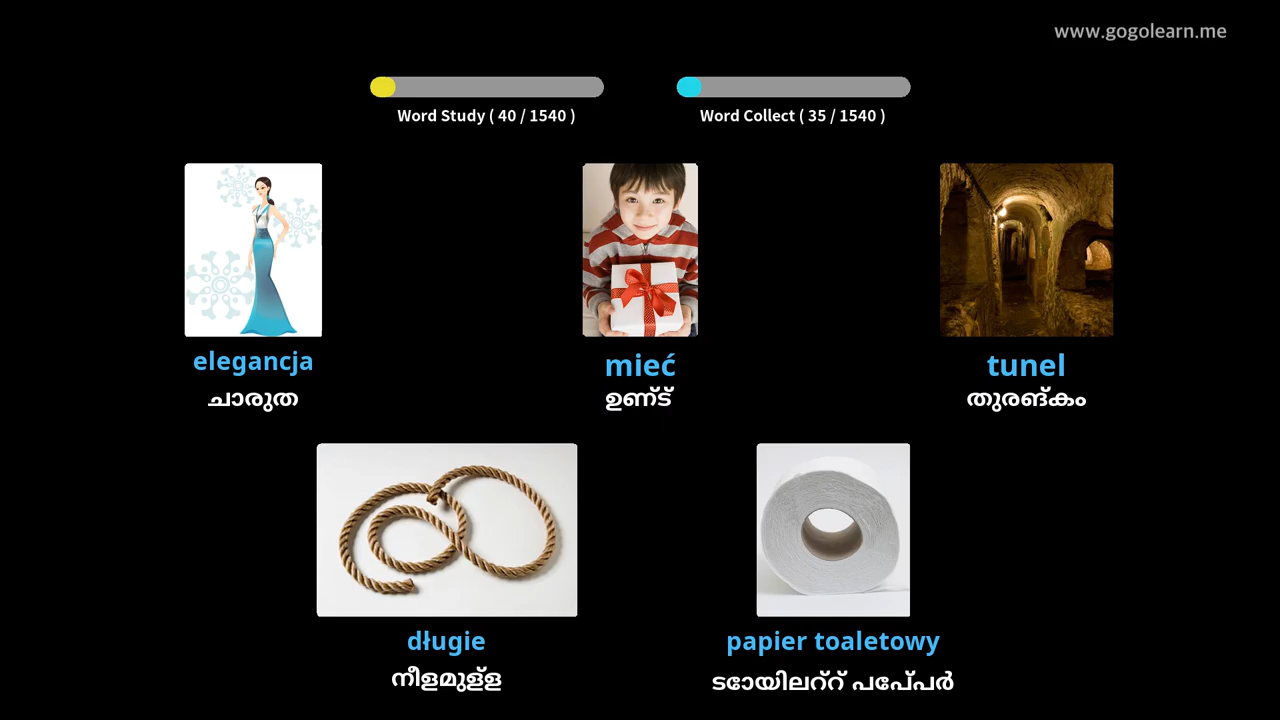 www.gogolearn.me
Word Study ( 40 / 1540 )
Word Collect ( 35 / 1540 )
elegancja
ചാരുത
mieć
ഉണ്ട്
tunel
തുരങ്കം
długie
നീളമുള്ള
papier toaletowy
ടോയിലറ്റ് പേപ്പർ